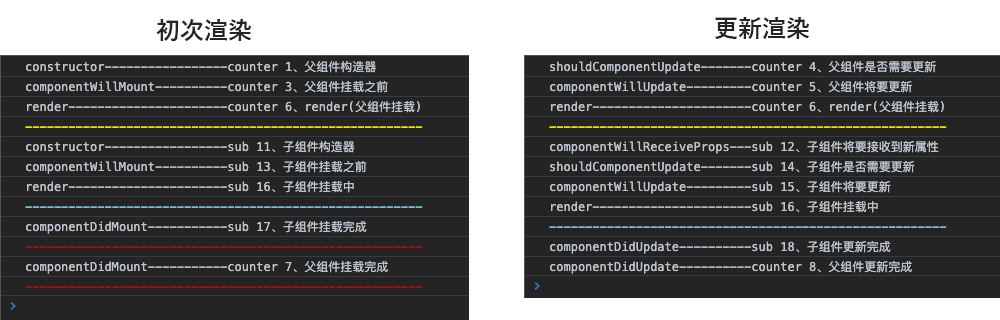 初次渲染
constructor-----------------counter 1、父组件构造器
componentWillMount----------counter 3、父组件挂载之前
render----------------------counter 6、render(父组件挂载)
-------------------------------------------------------
constructor-----------------sub 11、子组件构造器
componentWillMount----------sub 13、子组件挂载之前
render----------------------sub 16、子组件挂载中
-------------------------------------------------------
componentDidMount-----------sub 17、子组件挂载完成
-------------------------------------------------------
componentDidMount-----------counter 7、父组件挂载完成
-------------------------------------------------------
>
更新渲染
shouldComponentUpdate-------counter 4、父组件是否需要更新
componentWillUpdate---------counter 5、父组件将要更新
render----------------------counter 6、render(父组件挂载)
-------------------------------------------------------
componentWillReceiveProps---sub 12、子组件将要接收到新属性
shouldComponentUpdate-------sub 14、子组件是否需要更新
componentWillUpdate---------sub 15、子组件将要更新
render----------------------sub 16、子组件挂载中
-------------------------------------------------------
componentDidUpdate----------sub 18、子组件更新完成
componentDidUpdate----------counter 8、父组件更新完成
>